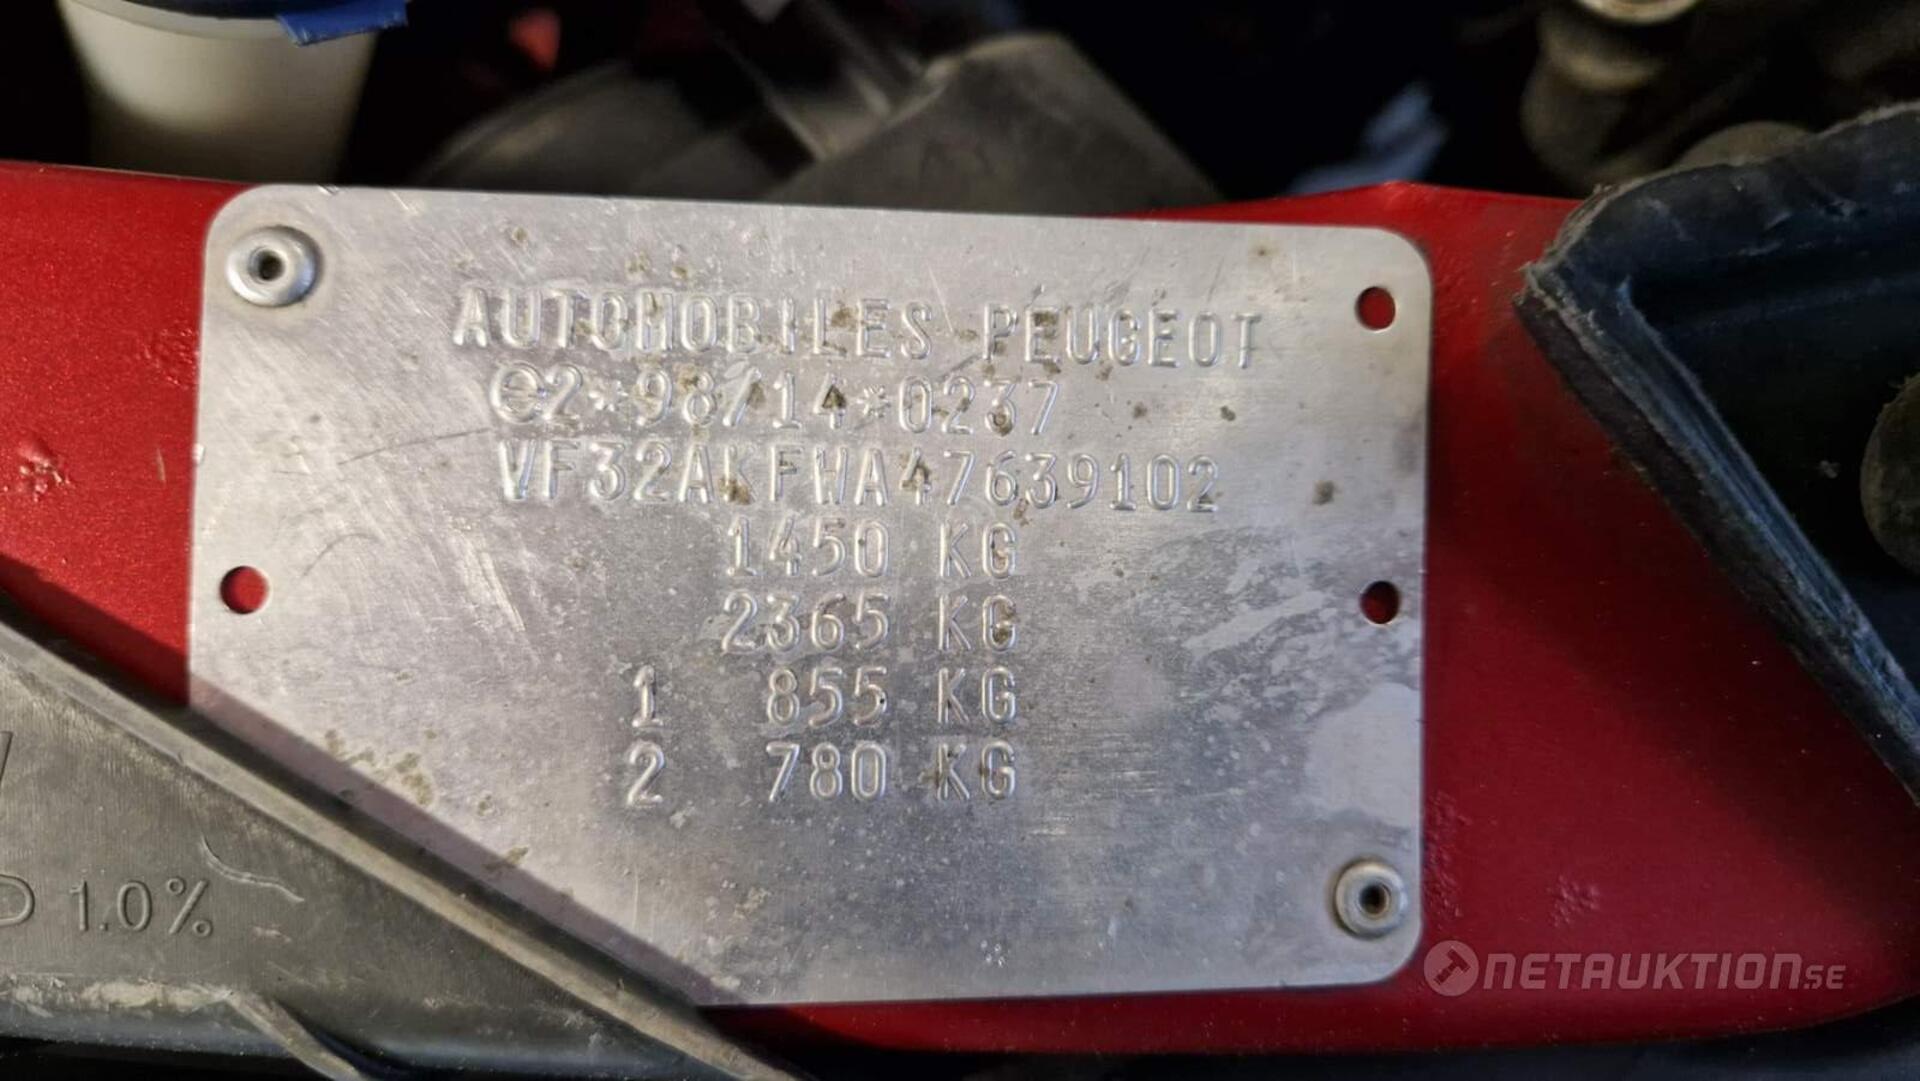 AUTOMOBILES PEUGEOT
e2*98/14*0237
VF32AKFWA47639102
1450 KG
2365 KG
1 855 KG
2 780 KG
1.0%
NETAUKTION.SE